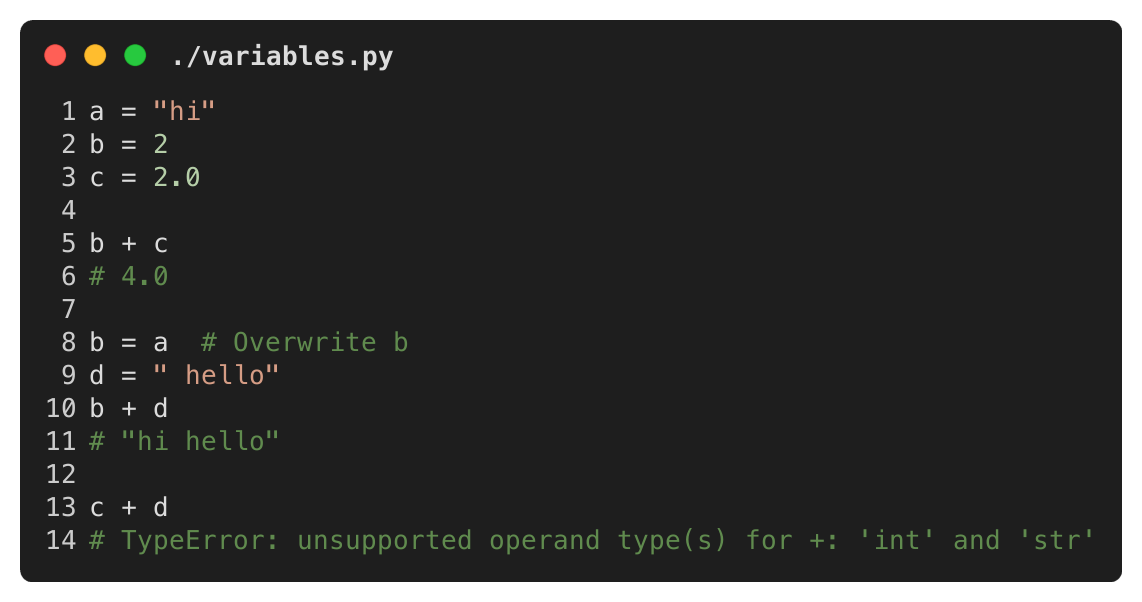 ./variables.py
1 a = "hi"
2 b = 2
3 c = 2.0
4
5 b + c
6 # 4.0
7
8 b = a  # Overwrite b
9 d = " hello"
10 b + d
11 # "hi hello"
12
13 c + d
14 # TypeError: unsupported operand type(s) for +: 'int' and 'str'